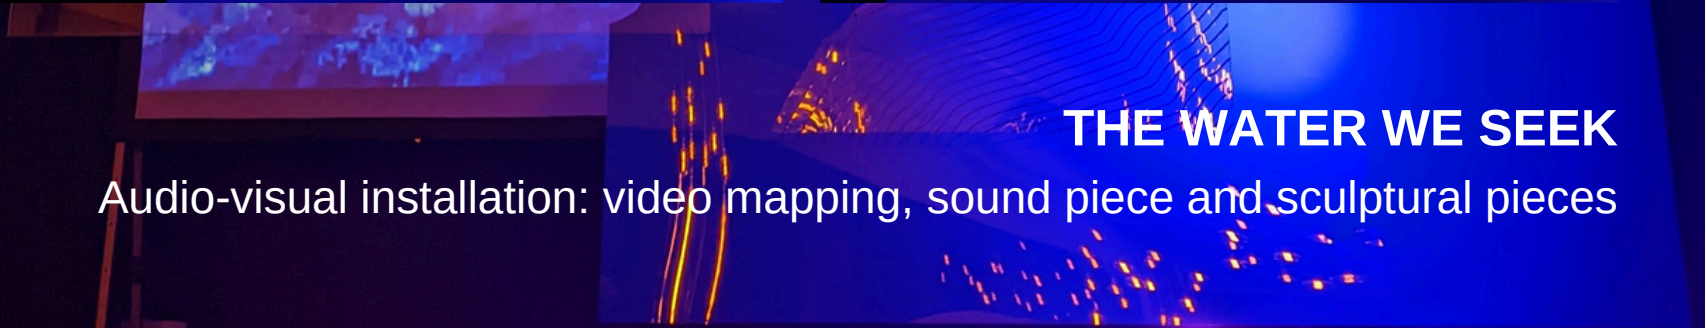 THE WATER WE SEEK
Audio-visual installation: video mapping, sound piece and sculptural pieces